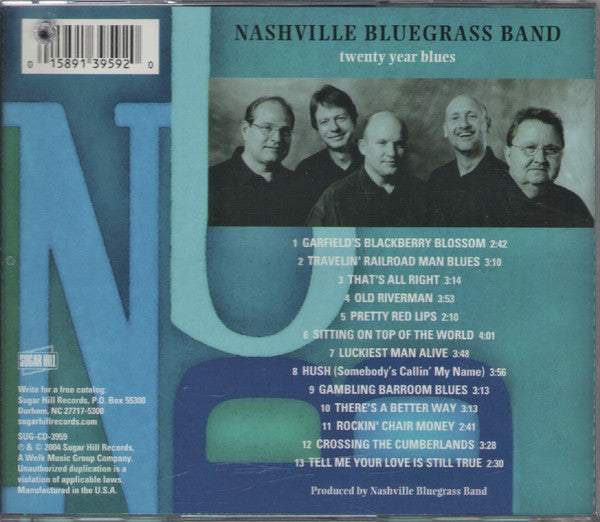 NASHVILLE BLUEGRASS BAND
twenty year blues
0 15891 39592 0
1 GARFIELD'S BLACKBERRY BLOSSOM 2:42
2 TRAVELIN' RAILROAD MAN BLUES 3:10
3 THAT'S ALL RIGHT 3:14
4 OLD RIVERMAN 3:53
5 PRETTY RED LIPS 2:10
6 SITTING ON TOP OF THE WORLD 4:01
7 LUCKIEST MAN ALIVE 3:48
8 HUSH (Somebody's Callin' My Name) 3:56
9 GAMBLING BARROOM BLUES 3:13
10 THERE'S A BETTER WAY 3:13
11 ROCKIN' CHAIR MONEY 2:41
12 CROSSING THE CUMBERLANDS 3:28
13 TELL ME YOUR LOVE IS STILL TRUE 2:30
Produced by Nashville Bluegrass Band
SUGAR HILL
Write for a free catalog:
Sugar Hill Records, P.O. Box 55300
Durham, NC 27717-5300
sugarhillrecords.com
SUG-CD-3959
℗ & © 2004 Sugar Hill Records,
A Welk Music Group Company.
Unauthorized duplication is a
violation of applicable laws.
Manufactured in the U.S.A.
N
B